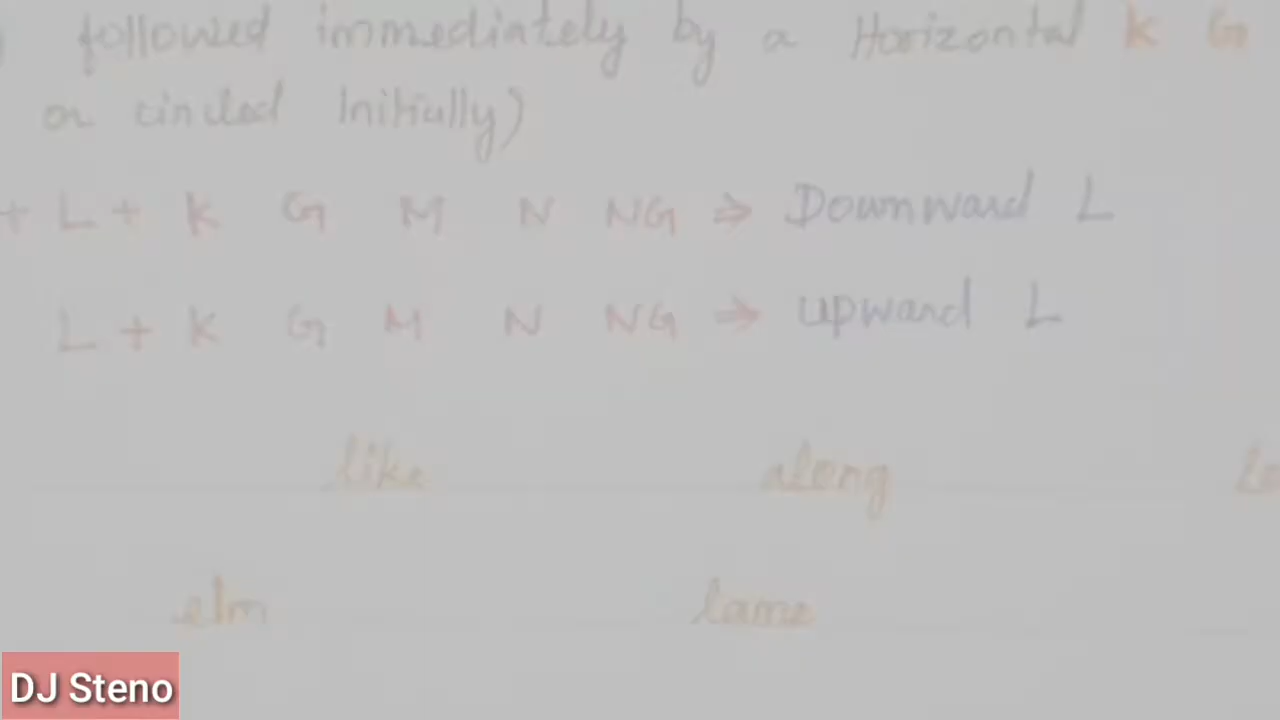 followed immediately by a Horizontal K G
or circled Initially)
+ L + K G M N NG ⇒ Downward L
L + K G M N NG ⇒ upward L
like along
elm lame
DJ Steno